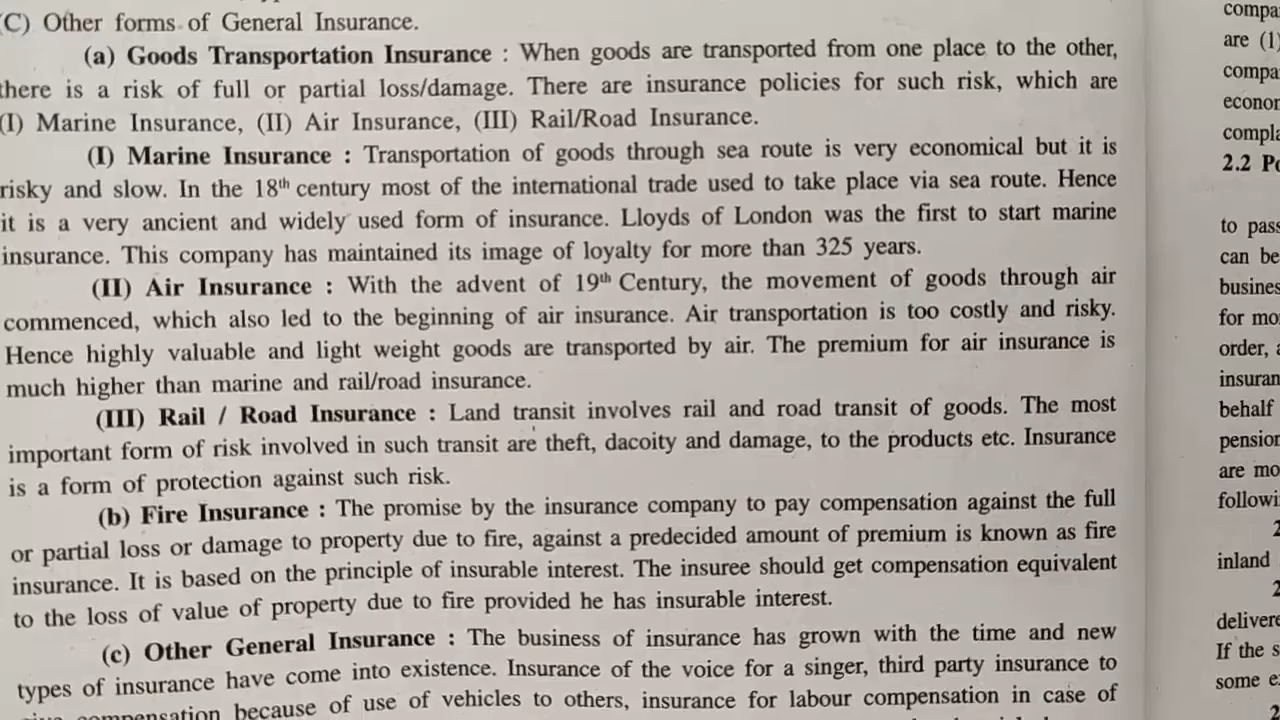 (C) Other forms of General Insurance.
(a) Goods Transportation Insurance : When goods are transported from one place to the other,
there is a risk of full or partial loss/damage. There are insurance policies for such risk, which are
(I) Marine Insurance, (II) Air Insurance, (III) Rail/Road Insurance.
(I) Marine Insurance : Transportation of goods through sea route is very economical but it is
risky and slow. In the 18th century most of the international trade used to take place via sea route. Hence
it is a very ancient and widely used form of insurance. Lloyds of London was the first to start marine
insurance. This company has maintained its image of loyalty for more than 325 years.
(II) Air Insurance : With the advent of 19th Century, the movement of goods through air
commenced, which also led to the beginning of air insurance. Air transportation is too costly and risky.
Hence highly valuable and light weight goods are transported by air. The premium for air insurance is
much higher than marine and rail/road insurance.
(III) Rail / Road Insurance : Land transit involves rail and road transit of goods. The most
important form of risk involved in such transit are theft, dacoity and damage, to the products etc. Insurance
is a form of protection against such risk.
(b) Fire Insurance : The promise by the insurance company to pay compensation against the full
or partial loss or damage to property due to fire, against a predecided amount of premium is known as fire
insurance. It is based on the principle of insurable interest. The insuree should get compensation equivalent
to the loss of value of property due to fire provided he has insurable interest.
(c) Other General Insurance : The business of insurance has grown with the time and new
types of insurance have come into existence. Insurance of the voice for a singer, third party insurance to
compensation because of use of vehicles to others, insurance for labour compensation in case of
are (1)
2.2
to pass
can be
for
order,
behalf
are
inland
If the
some